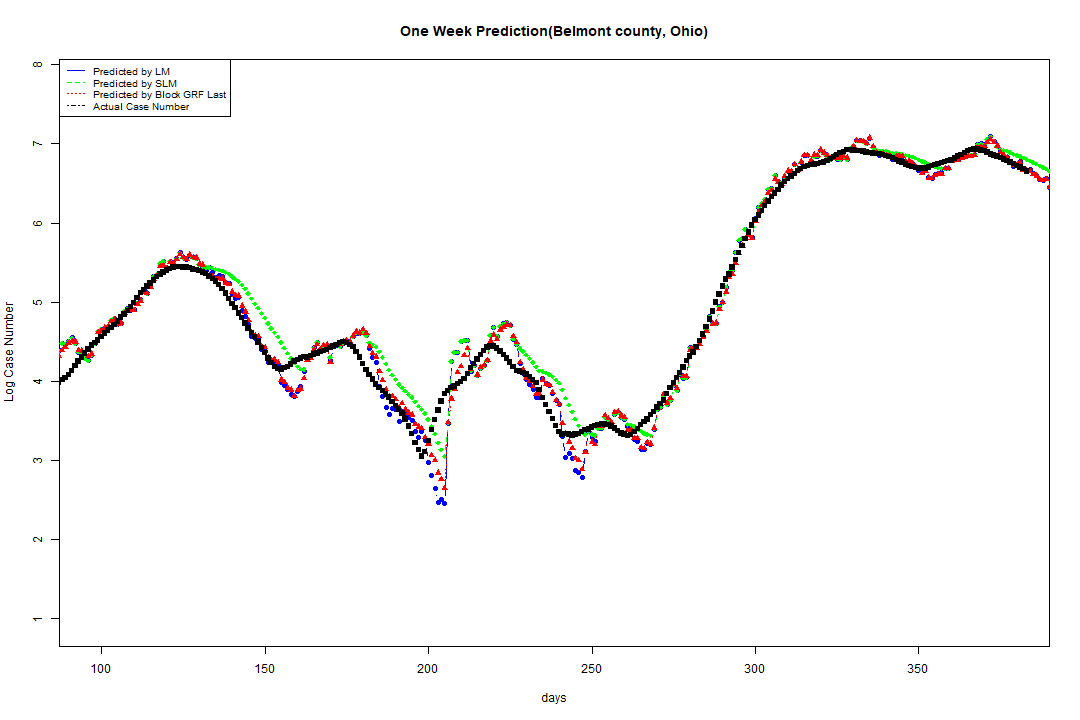 One Week Prediction(Belmont county, Ohio)
Predicted by LM
Predicted by SLM
Predicted by Block GRF Last
Actual Case Number
8
7
6
5
4
3
2
1
Log Case Number
100 150 200 250 300 350
days